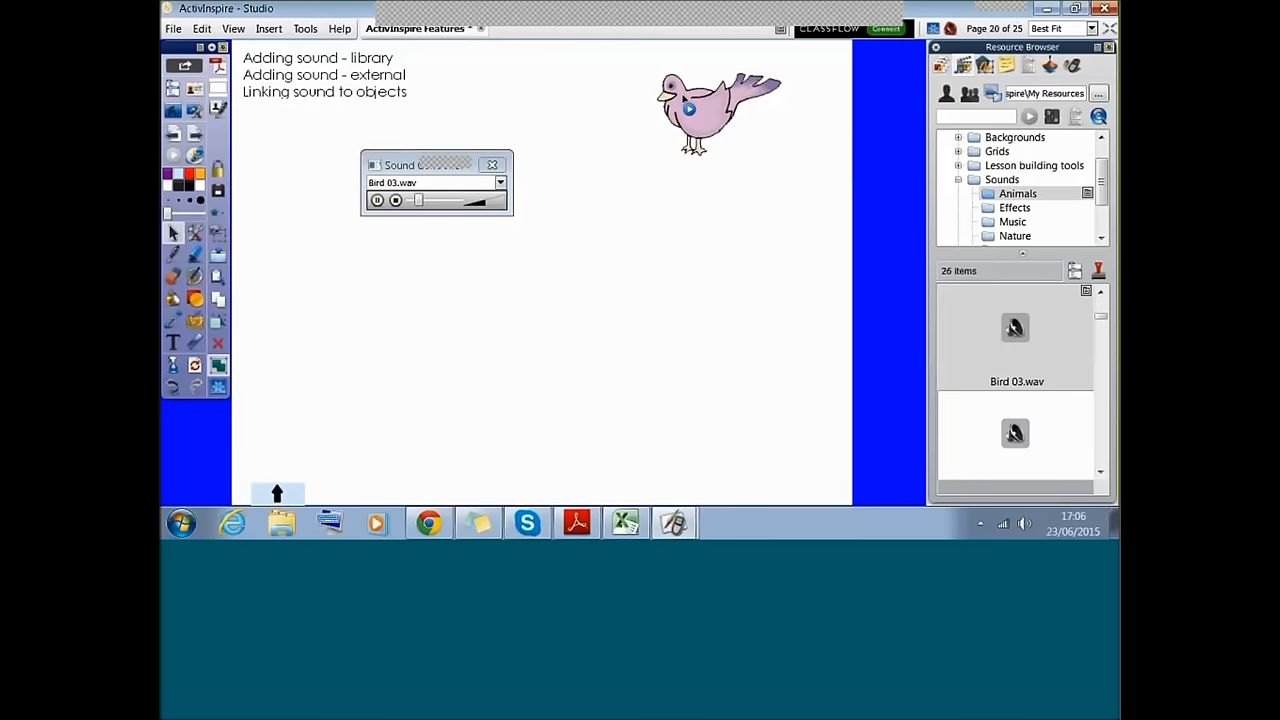 ActivInspire - Studio
File Edit View Insert Tools Help
ActivInspire Features *
CLASSFLOW Connect
Page 20 of 25
Best Fit
Adding sound - library
Adding sound - external
Linking sound to objects
Sound
Bird 03.wav
Resource Browser
spire\My Resources
...
Backgrounds
Grids
Lesson building tools
Sounds
Animals
Effects
Music
Nature
26 items
Bird 03.wav
17:06
23/06/2015